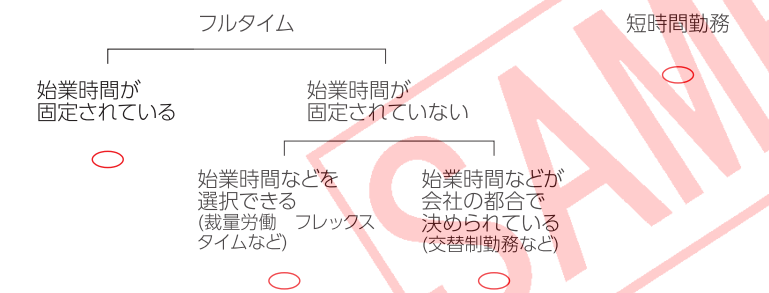 フルタイム
短時間勤務
始業時間が
固定されている
始業時間が
固定されていない
始業時間などを
選択できる
(裁量労働　フレックス
タイムなど)
始業時間などが
会社の都合で
決められている
(交替制勤務など)
SAM